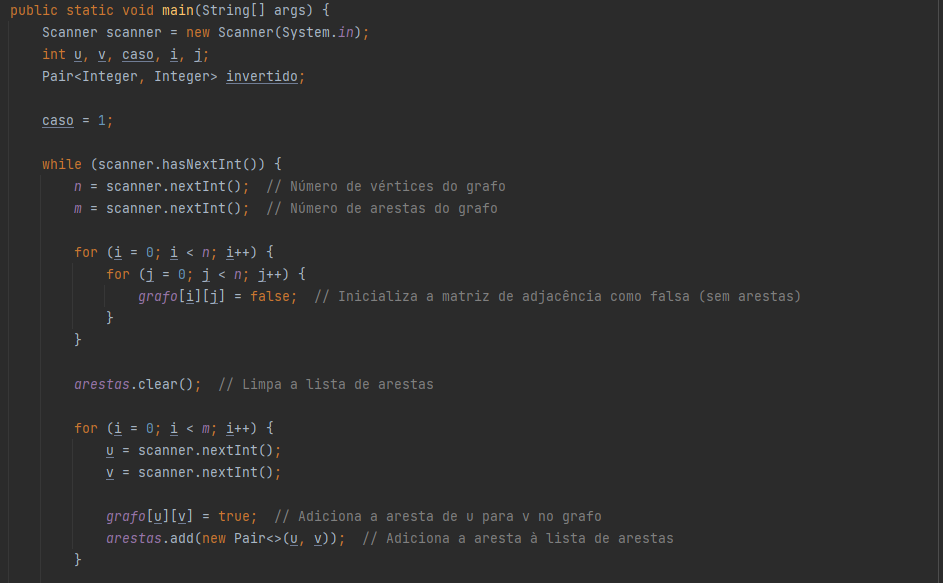 public static void main(String[] args) {
    Scanner scanner = new Scanner(System.in);
    int u, v, caso, i, j;
    Pair<Integer, Integer> invertido;

    caso = 1;

    while (scanner.hasNextInt()) {
        n = scanner.nextInt();  // Número de vértices do grafo
        m = scanner.nextInt();  // Número de arestas do grafo

        for (i = 0; i < n; i++) {
            for (j = 0; j < n; j++) {
                grafo[i][j] = false;  // Inicializa a matriz de adjacência como falsa (sem arestas)
            }
        }

        arestas.clear();  // Limpa a lista de arestas

        for (i = 0; i < m; i++) {
            u = scanner.nextInt();
            v = scanner.nextInt();

            grafo[u][v] = true;  // Adiciona a aresta de u para v no grafo
            arestas.add(new Pair<>(u, v));  // Adiciona a aresta à lista de arestas
        }